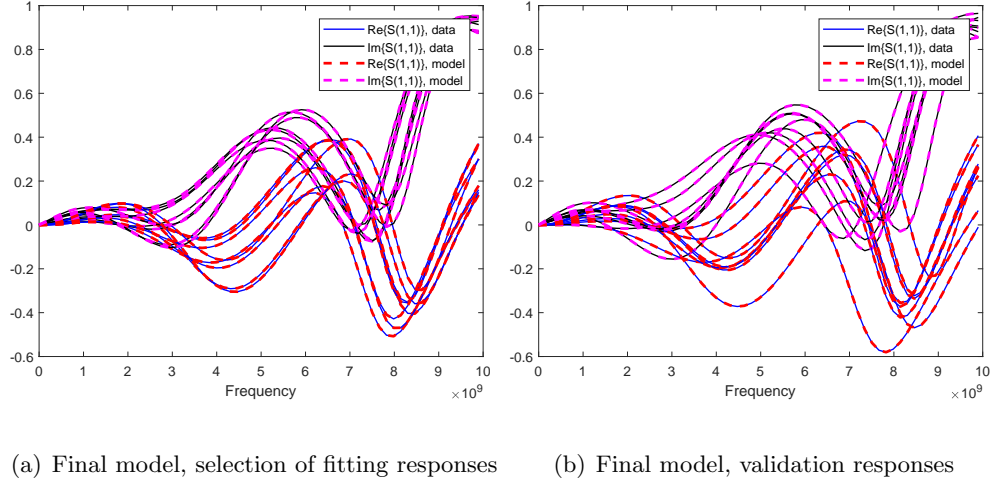 1
0.8
0.6
0.4
0.2
0
-0.2
-0.4
-0.6
0 1 2 3 4 5 6 7 8 9 10
Frequency
×10^9
Re{S(1,1)}, data
Im{S(1,1)}, data
Re{S(1,1)}, model
Im{S(1,1)}, model
(a) Final model, selection of fitting responses
1
0.8
0.6
0.4
0.2
0
-0.2
-0.4
-0.6
0 1 2 3 4 5 6 7 8 9 10
Frequency
×10^9
Re{S(1,1)}, data
Im{S(1,1)}, data
Re{S(1,1)}, model
Im{S(1,1)}, model
(b) Final model, validation responses